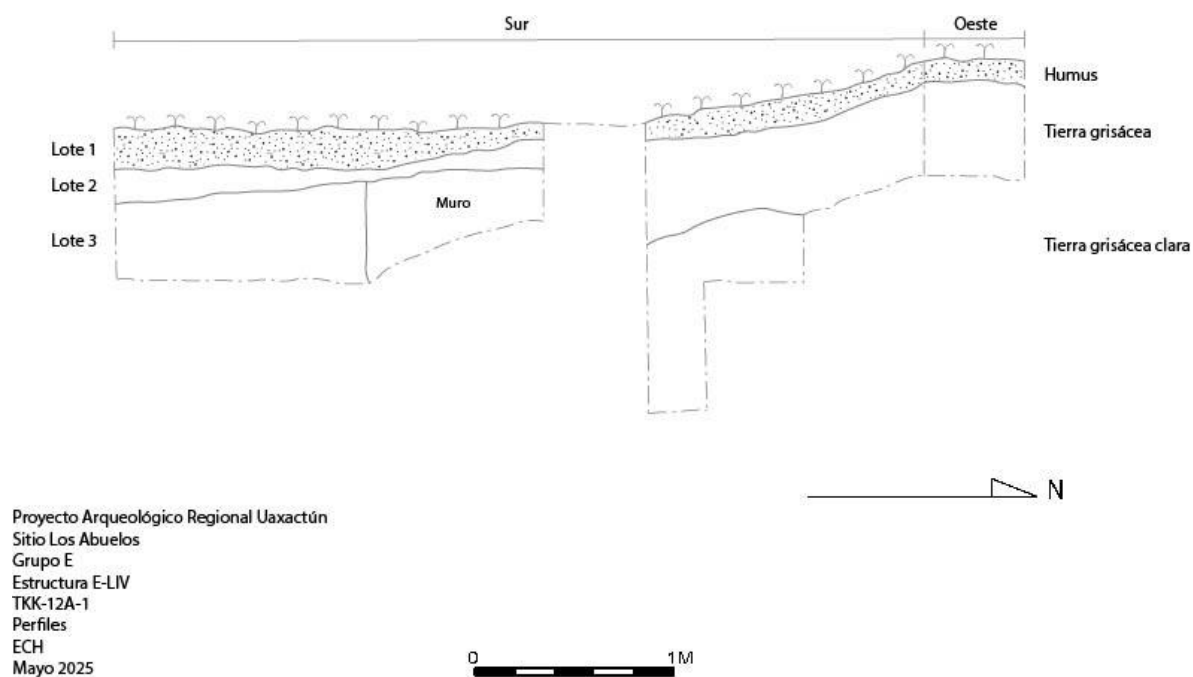 Sur
Oeste
Humus
Tierra grisácea
Lote 1
Lote 2
Muro
Lote 3
Tierra grisácea clara
N
Proyecto Arqueológico Regional Uaxactún
Sitio Los Abuelos
Grupo E
Estructura E-LIV
TKK-12A-1
Perfiles
ECH
Mayo 2025
0 1M